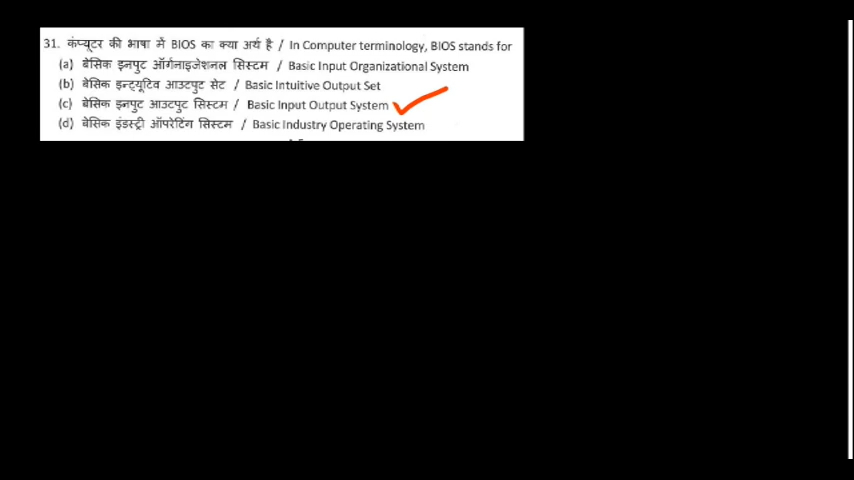 31. कंप्यूटर की भाषा में BIOS का क्या अर्थ है / In Computer terminology, BIOS stands for
(a) बेसिक इनपुट ऑर्गनाइजेशनल सिस्टम / Basic Input Organizational System
(b) बेसिक इन्ट्यूटिव आउटपुट सेट / Basic Intuitive Output Set
(c) बेसिक इनपुट आउटपुट सिस्टम / Basic Input Output System
(d) बेसिक इंडस्ट्री ऑपरेटिंग सिस्टम / Basic Industry Operating System